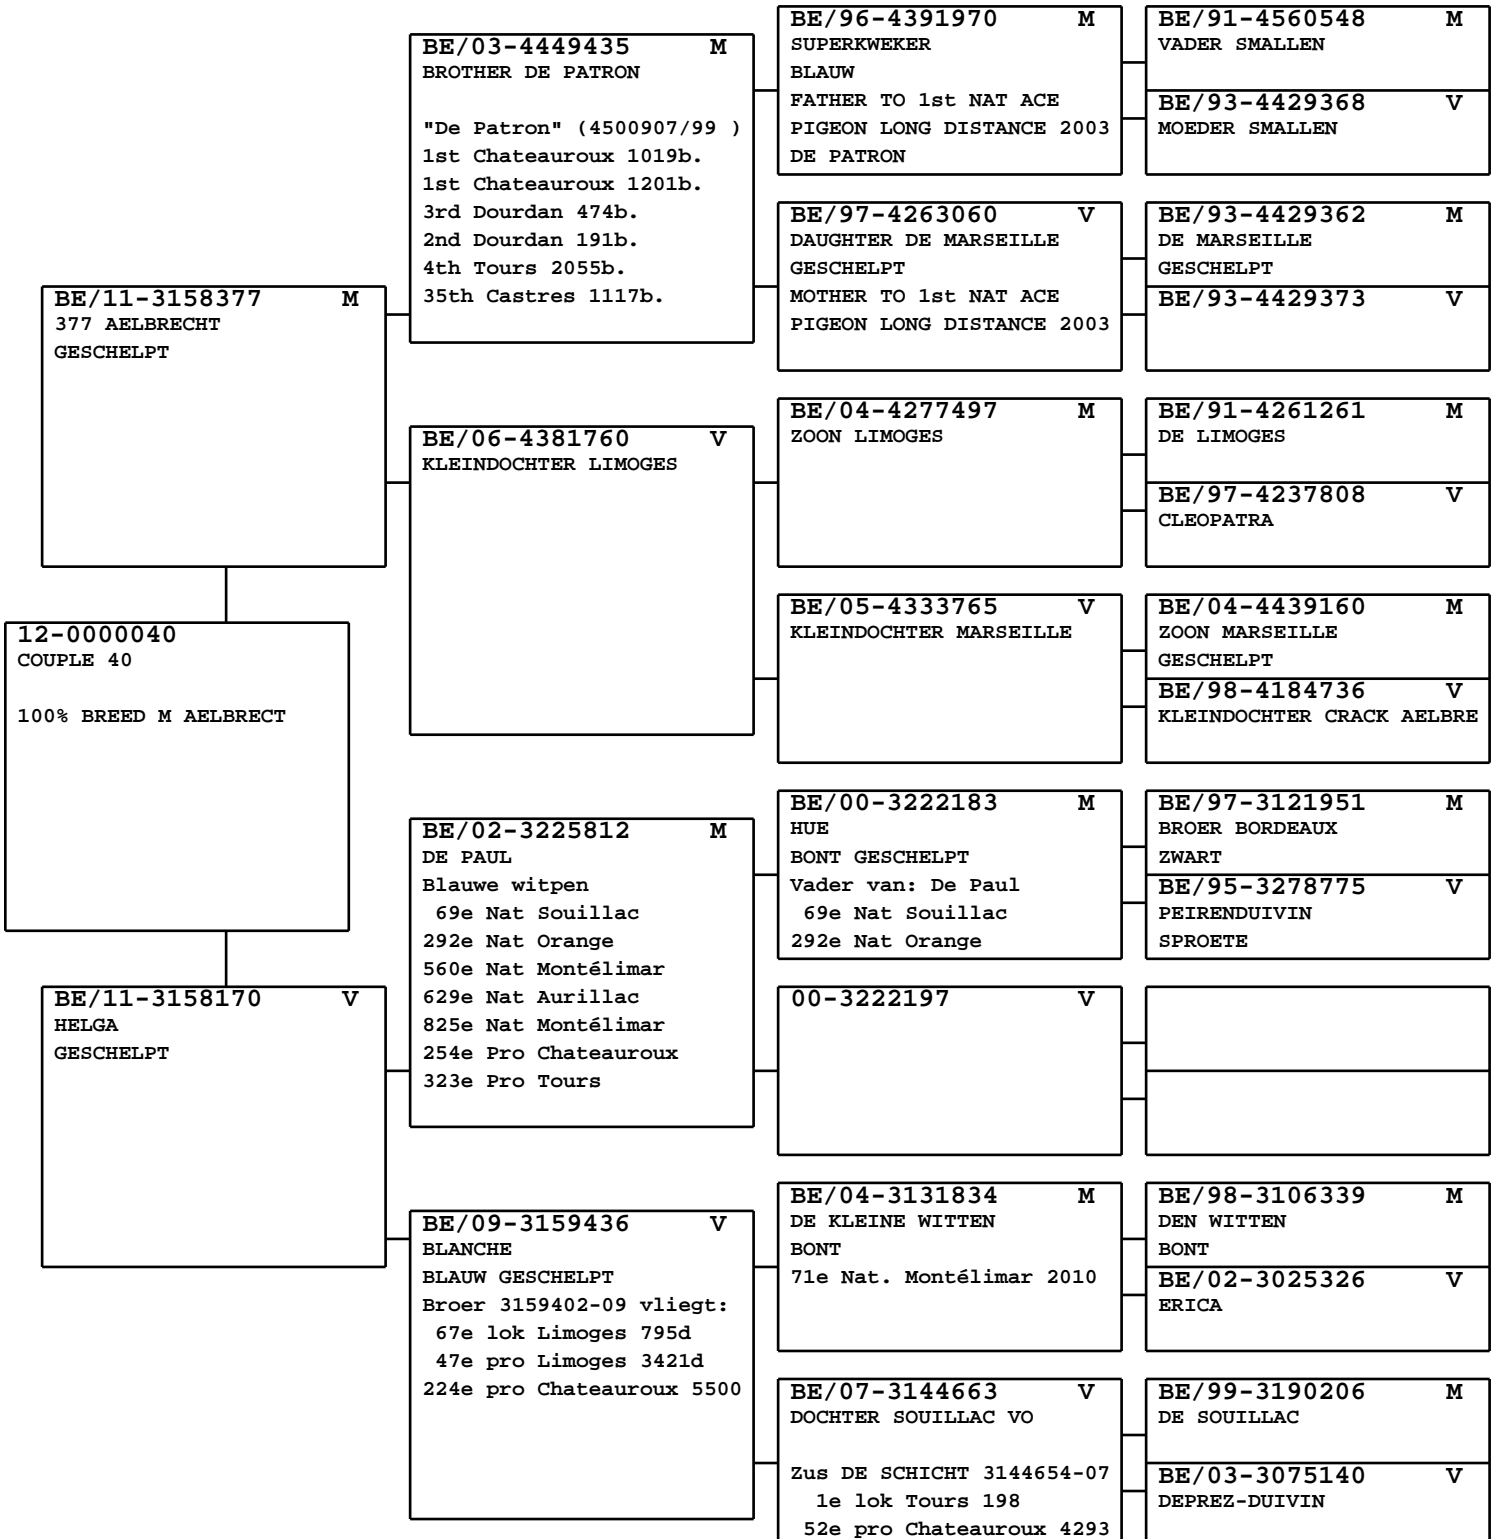 BE/96-4391970 M
SUPERKWEKER
BLAUW
FATHER TO 1st NAT ACE
PIGEON LONG DISTANCE 2003
DE PATRON
BE/91-4560548 M
VADER SMALLEN
BE/93-4429368 V
MOEDER SMALLEN
BE/03-4449435 M
BROTHER DE PATRON
"De Patron" (4500907/99 )
1st Chateauroux 1019b.
1st Chateauroux 1201b.
3rd Dourdan 474b.
2nd Dourdan 191b.
4th Tours 2055b.
35th Castres 1117b.
BE/97-4263060 V
DAUGHTER DE MARSEILLE
GESCHELPT
MOTHER TO 1st NAT ACE
PIGEON LONG DISTANCE 2003
BE/93-4429362 M
DE MARSEILLE
GESCHELPT
BE/93-4429373 V
BE/11-3158377 M
377 AELBRECHT
GESCHELPT
BE/04-4277497 M
ZOON LIMOGES
BE/91-4261261 M
DE LIMOGES
BE/97-4237808 V
CLEOPATRA
BE/06-4381760 V
KLEINDOCHTER LIMOGES
BE/05-4333765 V
KLEINDOCHTER MARSEILLE
BE/04-4439160 M
ZOON MARSEILLE
GESCHELPT
BE/98-4184736 V
KLEINDOCHTER CRACK AELBRE
12-0000040
COUPLE 40
100% BREED M AELBRECT
BE/00-3222183 M
HUE
BONT GESCHELPT
Vader van: De Paul
69e Nat Souillac
292e Nat Orange
BE/97-3121951 M
BROER BORDEAUX
ZWART
BE/95-3278775 V
PEIRENDUIVIN
SPROETE
BE/02-3225812 M
DE PAUL
Blauwe witpen
69e Nat Souillac
292e Nat Orange
560e Nat Montélimar
629e Nat Aurillac
825e Nat Montélimar
254e Pro Chateauroux
323e Pro Tours
00-3222197 V
BE/11-3158170 V
HELGA
GESCHELPT
BE/04-3131834 M
DE KLEINE WITTEN
BONT
71e Nat. Montélimar 2010
BE/98-3106339 M
DEN WITTEN
BONT
BE/02-3025326 V
ERICA
BE/09-3159436 V
BLANCHE
BLAUW GESCHELPT
Broer 3159402-09 vliegt:
67e lok Limoges 795d
47e pro Limoges 3421d
224e pro Chateauroux 5500
BE/07-3144663 V
DOCHTER SOUILLAC VO
Zus DE SCHICHT 3144654-07
1e lok Tours 198
52e pro Chateauroux 4293
BE/99-3190206 M
DE SOUILLAC
BE/03-3075140 V
DEPREZ-DUIVIN